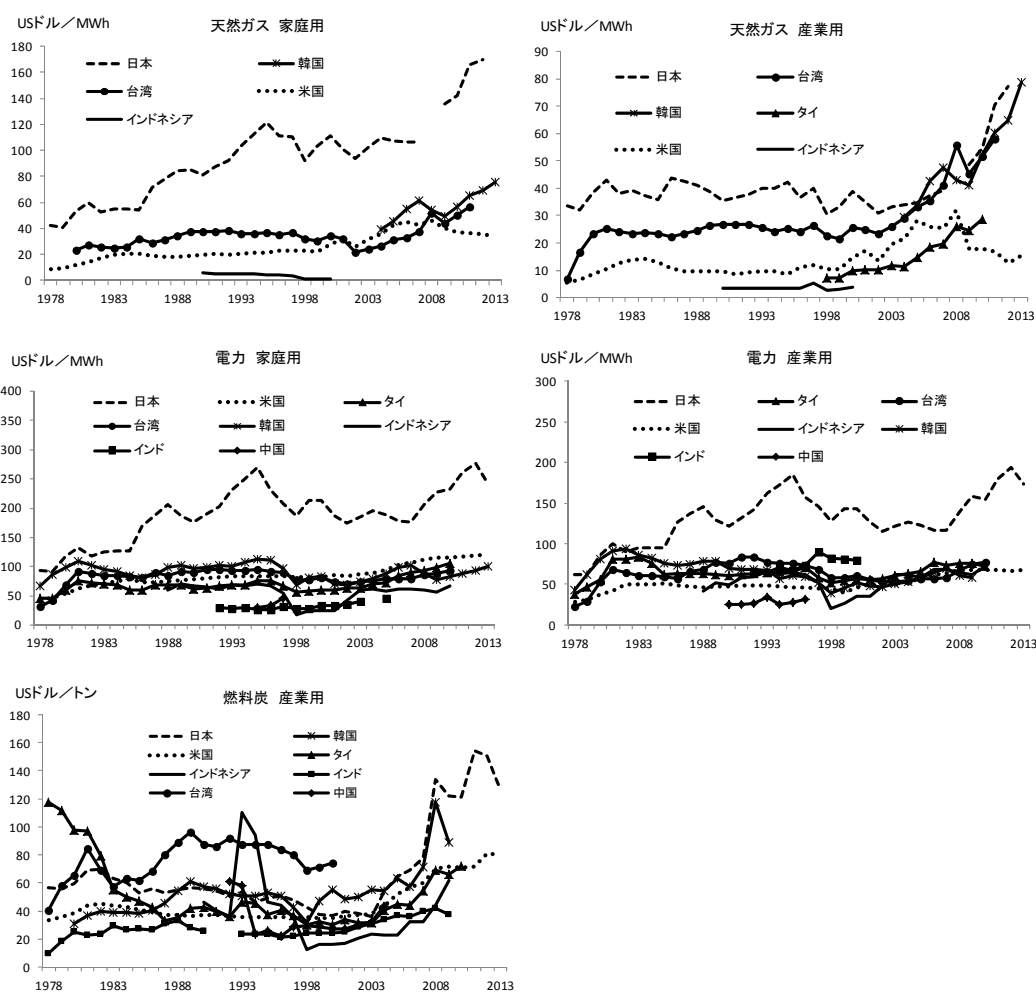 USドル／MWh
天然ガス 家庭用
180
160
140
120
100
80
60
40
20
0
日本
韓国
台湾
米国
インドネシア
1978 1983 1988 1993 1998 2003 2008 2013
USドル／MWh
天然ガス 産業用
90
80
70
60
50
40
30
20
10
0
日本
台湾
韓国
タイ
米国
インドネシア
1978 1983 1988 1993 1998 2003 2008 2013
USドル／MWh
電力 家庭用
400
350
300
250
200
150
100
50
0
日本
米国
タイ
台湾
韓国
インドネシア
インド
中国
1978 1983 1988 1993 1998 2003 2008 2013
USドル／MWh
電力 産業用
300
250
200
150
100
50
0
日本
タイ
台湾
米国
インドネシア
韓国
インド
中国
1978 1983 1988 1993 1998 2003 2008 2013
USドル／トン
燃料炭 産業用
180
160
140
120
100
80
60
40
20
0
日本
韓国
米国
タイ
インドネシア
インド
台湾
中国
1978 1983 1988 1993 1998 2003 2008 2013